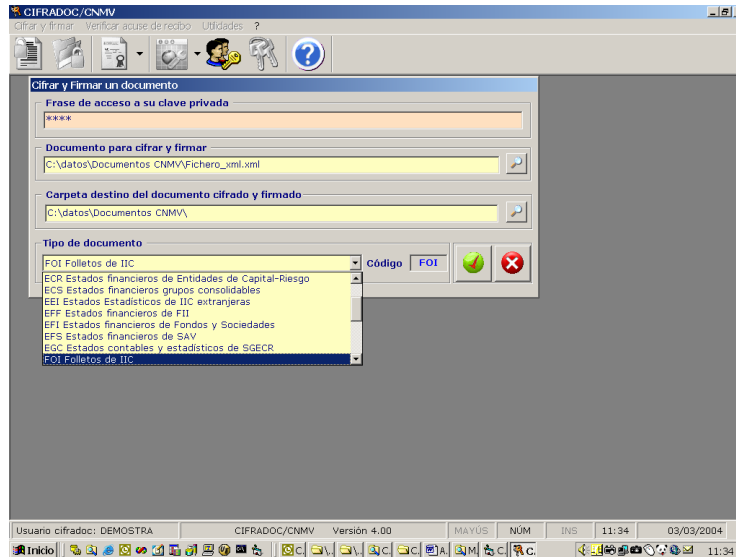 CIFRADOC/CNMV
Cifrar y firmar Verificar acuse de recibo Utilidades ?
Cifrar y Firmar un documento
Frase de acceso a su clave privada
****
Documento para cifrar y firmar
C:\datos\Documentos CNMV\Fichero_xml.xml
Carpeta destino del documento cifrado y firmado
C:\datos\Documentos CNMV\
Tipo de documento
FOI Folletos de IIC Código FOI
ECR Estados financieros de Entidades de Capital-Riesgo
ECS Estados financieros grupos consolidables
EEI Estados Estadísticos de IIC extranjeras
EFF Estados financieros de FII
EFI Estados financieros de Fondos y Sociedades
EFS Estados financieros de SAV
EGC Estados contables y estadísticos de SGECR
FOI Folletos de IIC
Usuario cifradoc: DEMOSTRA CIFRADOC/CNMV Versión 4.00 MAYÚS NÚM INS 11:34 03/03/2004
Inicio C. \.. \.. C. C. A. M. C. C. 11:34